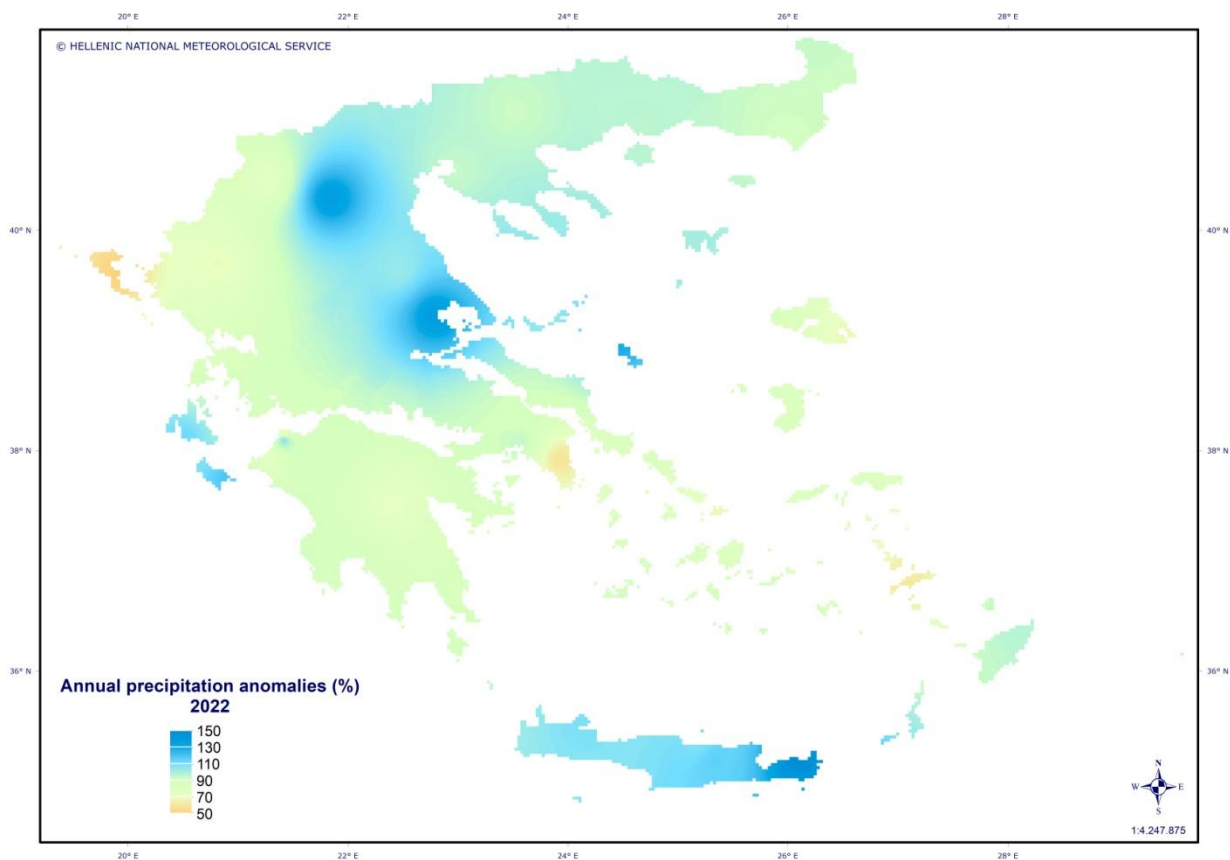 20° E 22° E 24° E 26° E 28° E
© HELLENIC NATIONAL METEOROLOGICAL SERVICE
40° N 40° N
38° N 38° N
36° N 36° N
Annual precipitation anomalies (%)
2022
150
130
110
90
70
50
N
W E
S
1:4.247.875
20° E 22° E 24° E 26° E 28° E